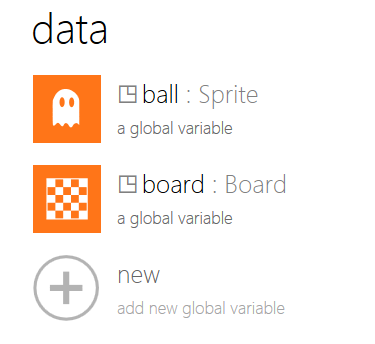 data
ball : Sprite
a global variable
board : Board
a global variable
new
add new global variable